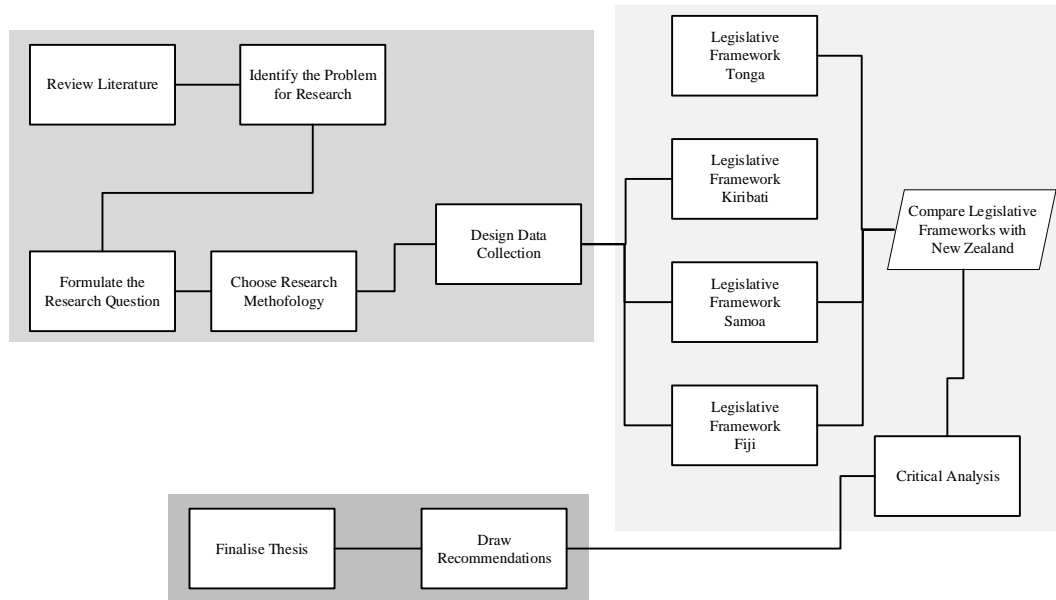 Review Literature
Identify the Problem
for Research
Formulate the
Research Question
Choose Research
Methofology
Design Data
Collection
Legislative
Framework
Tonga
Legislative
Framework
Kiribati
Legislative
Framework
Samoa
Legislative
Framework
Fiji
Compare Legislative
Frameworks with
New Zealand
Critical Analysis
Draw
Recommendations
Finalise Thesis